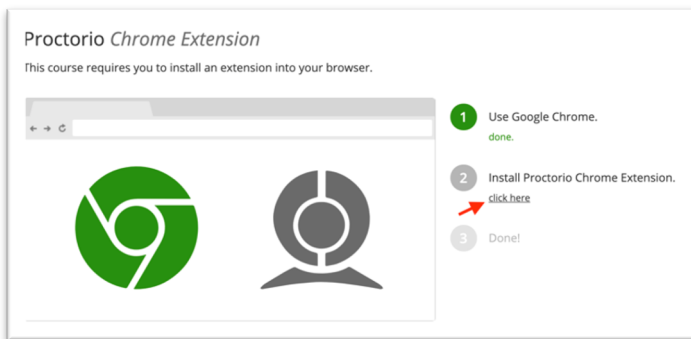 Proctorio Chrome Extension
This course requires you to install an extension into your browser.
1 Use Google Chrome.
done.
2 Install Proctorio Chrome Extension.
click here
3 Done!